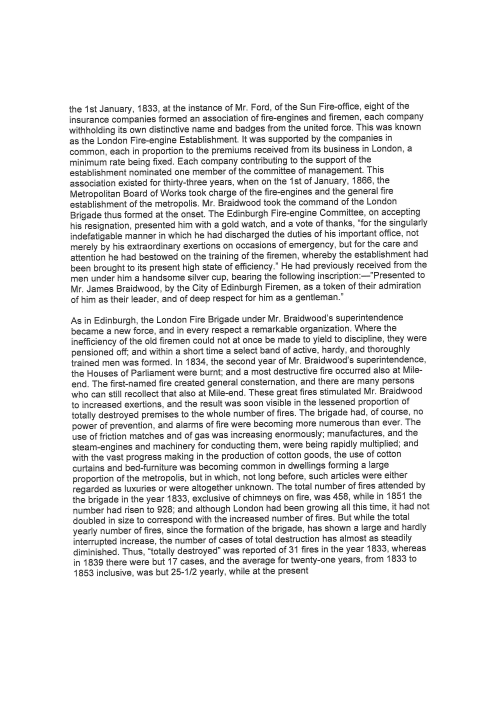 the 1st January, 1833, at the instance of Mr. Ford, of the Sun Fire-office, eight of the
insurance companies formed an association of fire-engines and firemen, each company
withholding its own distinctive name and badges from the united force. This was known
as the London Fire-engine Establishment. It was supported by the companies in
common, each in proportion to the premiums received from its business in London, a
minimum rate being fixed. Each company contributing to the support of the
establishment nominated one member of the committee of management. This
association existed for thirty-three years, when on the 1st of January, 1866, the
Metropolitan Board of Works took charge of the fire-engines and the general fire
establishment of the metropolis. Mr. Braidwood took the command of the London
Brigade thus formed at the onset. The Edinburgh Fire-engine Committee, on accepting
his resignation, presented him with a gold watch, and a vote of thanks, "for the singularly
indefatigable manner in which he had discharged the duties of his important office, not
merely by his extraordinary exertions on occasions of emergency, but for the care and
attention he had bestowed on the training of the firemen, whereby the establishment had
been brought to its present high state of efficiency." He had previously received from the
men under him a handsome silver cup, bearing the following inscription:—"Presented to
Mr. James Braidwood, by the City of Edinburgh Firemen, as a token of their admiration
of him as their leader, and of deep respect for him as a gentleman."
As in Edinburgh, the London Fire Brigade under Mr. Braidwood's superintendence
became a new force, and in every respect a remarkable organization. Where the
inefficiency of the old firemen could not at once be made to yield to discipline, they were
pensioned off; and within a short time a select band of active, hardy, and thoroughly
trained men was formed. In 1834, the second year of Mr. Braidwood's superintendence,
the Houses of Parliament were burnt; and a most destructive fire occurred also at Mile-
end. The first-named fire created general consternation, and there are many persons
who can still recollect that also at Mile-end. These great fires stimulated Mr. Braidwood
to increased exertions, and the result was soon visible in the lessened proportion of
totally destroyed premises to the whole number of fires. The brigade had, of course, no
power of prevention, and alarms of fire were becoming more numerous than ever. The
use of friction matches and of gas was increasing enormously; manufactures, and the
steam-engines and machinery for conducting them, were being rapidly multiplied; and
with the vast progress making in the production of cotton goods, the use of cotton
curtains and bed-furniture was becoming common in dwellings forming a large
proportion of the metropolis, but in which, not long before, such articles were either
regarded as luxuries or were altogether unknown. The total number of fires attended by
the brigade in the year 1833, exclusive of chimneys on fire, was 458, while in 1851 the
number had risen to 928; and although London had been growing all this time, it had not
doubled in size to correspond with the increased number of fires. But while the total
yearly number of fires, since the formation of the brigade, has shown a large and hardly
interrupted increase, the number of cases of total destruction has almost as steadily
diminished. Thus, "totally destroyed" was reported of 31 fires in the year 1833, whereas
in 1839 there were but 17 cases, and the average for twenty-one years, from 1833 to
1853 inclusive, was but 25-1/2 yearly, while at the present